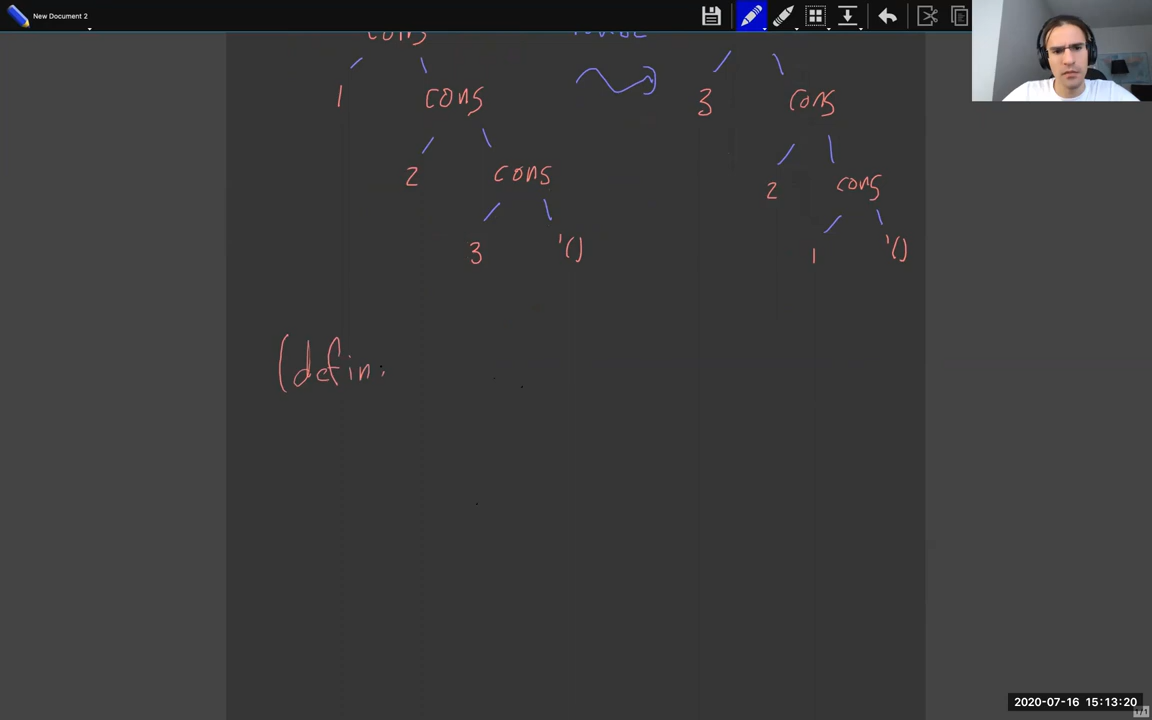 New Document 2
cons
1 cons 3 cons
2 cons 2 cons
3 '() 1 '()
(defin
2020-07-16 15:13:20